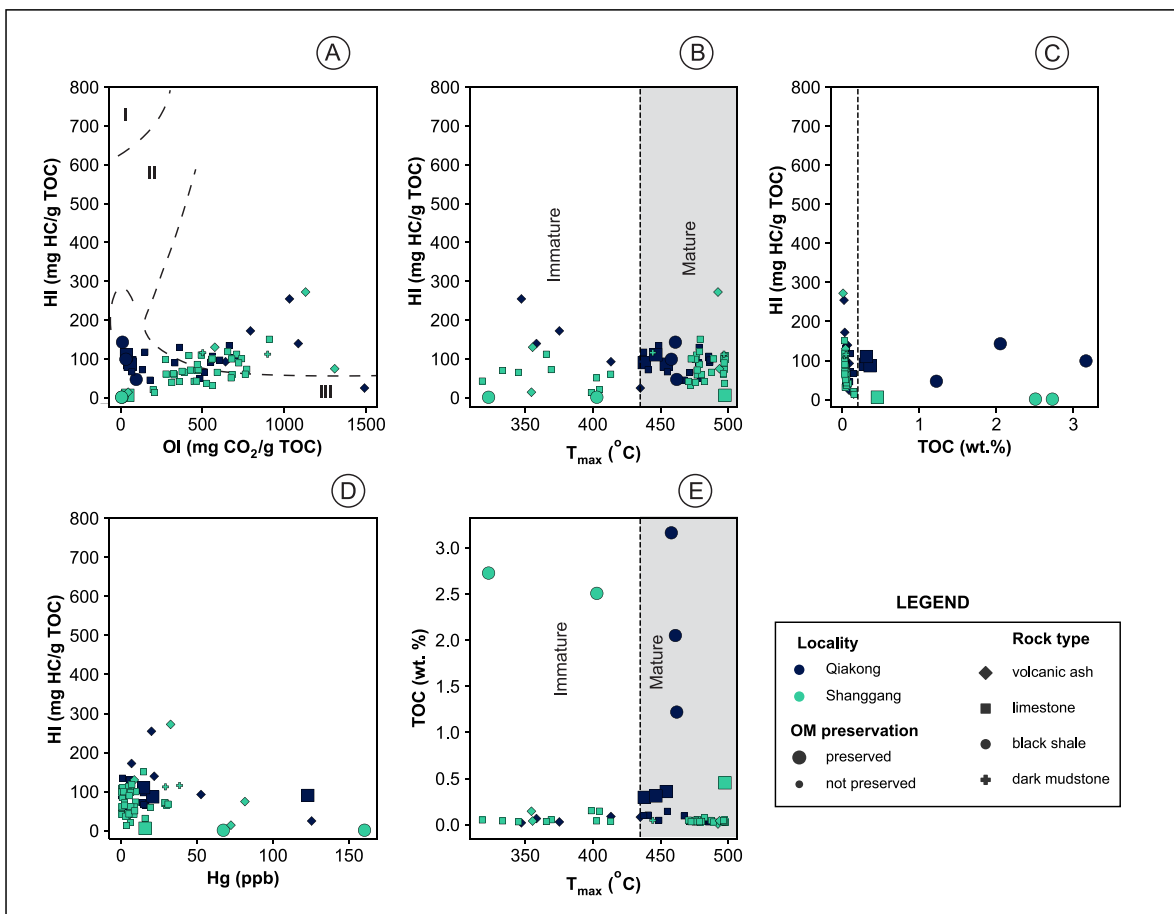 A
B
C
800
700
600
500
400
300
200
100
0
HI (mg HC/g TOC)
I
II
III
0 500 1000 1500
OI (mg CO₂/g TOC)
800
700
600
500
400
300
200
100
0
HI (mg HC/g TOC)
Immature
Mature
350 400 450 500
Tmax (°C)
800
700
600
500
400
300
200
100
0
HI (mg HC/g TOC)
0 1 2 3
TOC (wt.%)
D
E
800
700
600
500
400
300
200
100
0
HI (mg HC/g TOC)
0 50 100 150
Hg (ppb)
3.0
2.5
2.0
1.5
1.0
0.5
0.0
TOC (wt. %)
Immature
Mature
350 400 450 500
Tmax (°C)
LEGEND
Locality
Qiakong
Shanggang
OM preservation
preserved
not preserved
Rock type
volcanic ash
limestone
black shale
dark mudstone